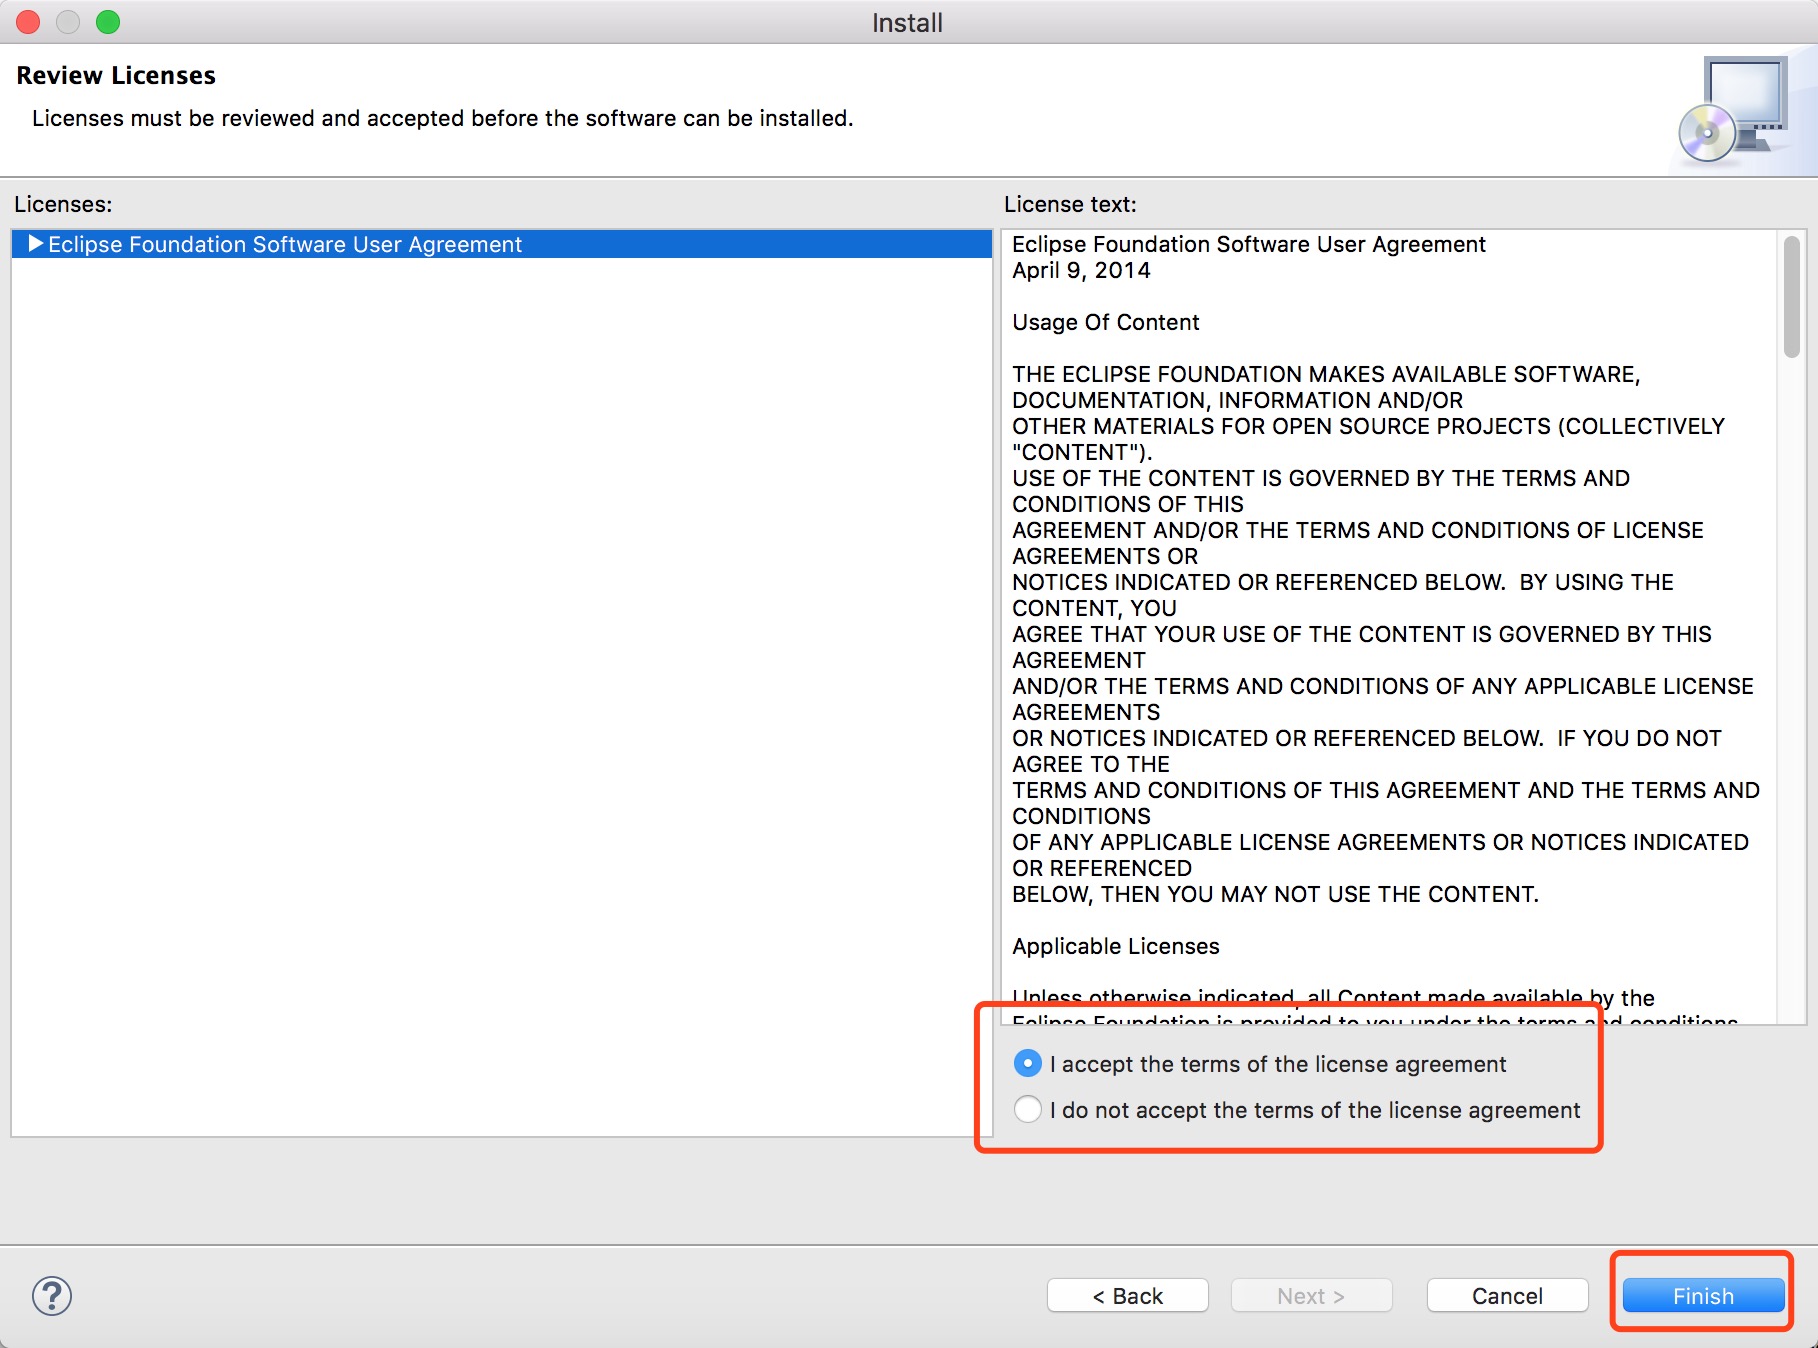 Install
Review Licenses
Licenses must be reviewed and accepted before the software can be installed.
Licenses:
Eclipse Foundation Software User Agreement
License text:
Eclipse Foundation Software User Agreement
April 9, 2014
Usage Of Content
THE ECLIPSE FOUNDATION MAKES AVAILABLE SOFTWARE,
DOCUMENTATION, INFORMATION AND/OR
OTHER MATERIALS FOR OPEN SOURCE PROJECTS (COLLECTIVELY
"CONTENT").
USE OF THE CONTENT IS GOVERNED BY THE TERMS AND
CONDITIONS OF THIS
AGREEMENT AND/OR THE TERMS AND CONDITIONS OF LICENSE
AGREEMENTS OR
NOTICES INDICATED OR REFERENCED BELOW.  BY USING THE
CONTENT, YOU
AGREE THAT YOUR USE OF THE CONTENT IS GOVERNED BY THIS
AGREEMENT
AND/OR THE TERMS AND CONDITIONS OF ANY APPLICABLE LICENSE
AGREEMENTS
OR NOTICES INDICATED OR REFERENCED BELOW.  IF YOU DO NOT
AGREE TO THE
TERMS AND CONDITIONS OF THIS AGREEMENT AND THE TERMS AND
CONDITIONS
OF ANY APPLICABLE LICENSE AGREEMENTS OR NOTICES INDICATED
OR REFERENCED
BELOW, THEN YOU MAY NOT USE THE CONTENT.
Applicable Licenses
Unless otherwise indicated, all Content made available by the
Eclipse Foundation is provided to you under the terms and conditions
I accept the terms of the license agreement
I do not accept the terms of the license agreement
?
< Back
Next >
Cancel
Finish